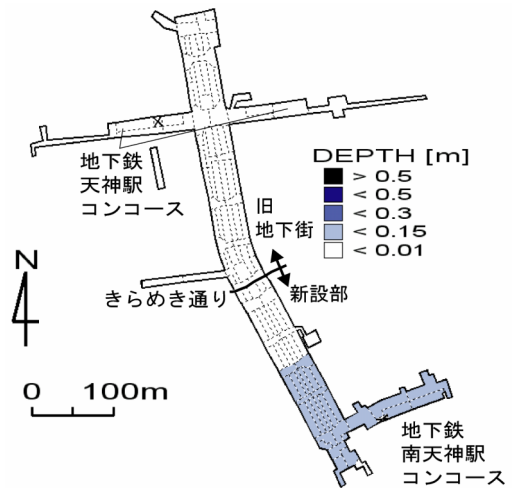 地下鉄
天神駅
コンコース
DEPTH [m]
> 0.5
< 0.5
< 0.3
< 0.15
< 0.01
旧
地下街
きらめき通り
新設部
N
0 100m
地下鉄
南天神駅
コンコース